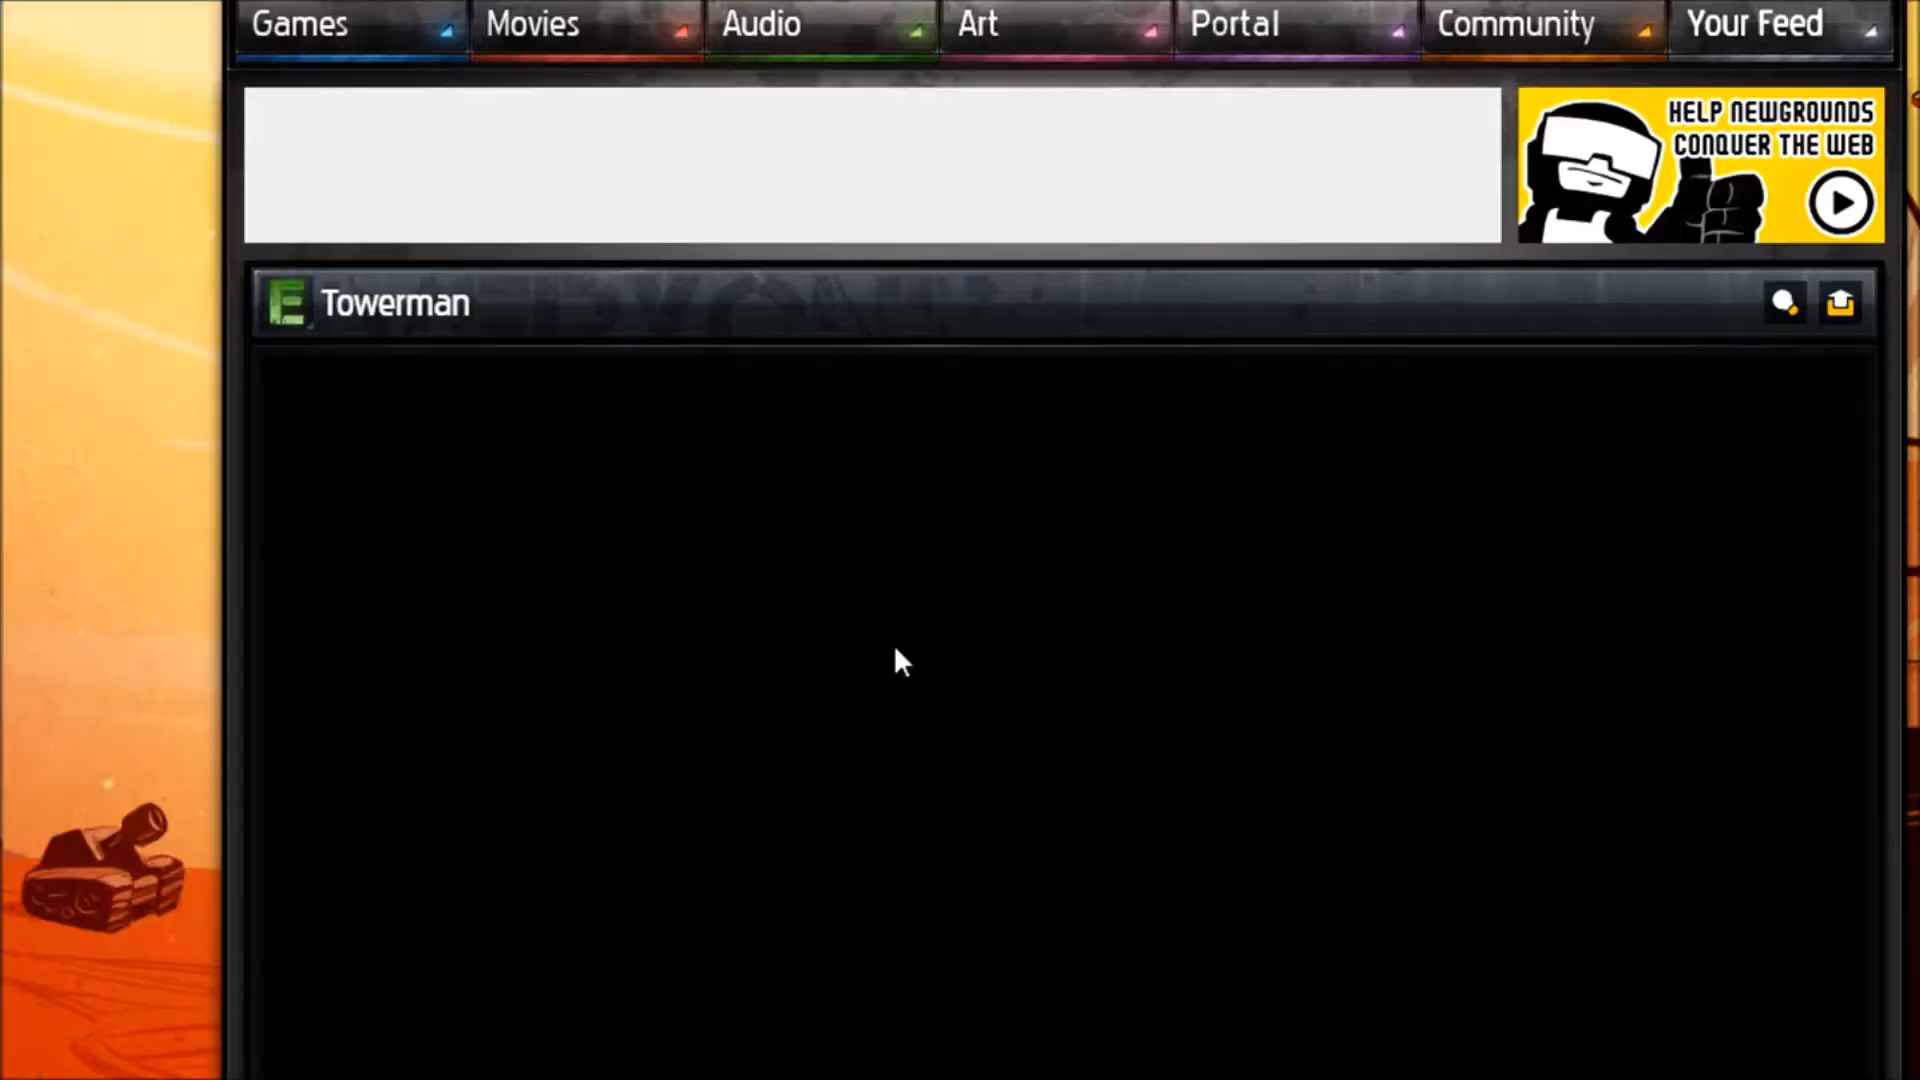 Games Movies Audio Art Portal Community Your Feed
HELP NEWGROUNDS
CONQUER THE WEB
E Towerman